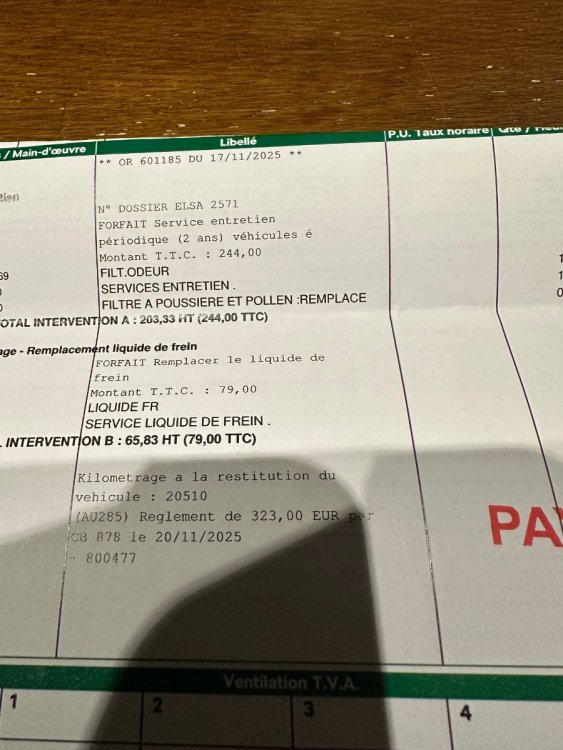 / Main-d'œuvre Libellé P.U. Taux horaire Qté /
** OR 601185 DU 17/11/2025 **
N° DOSSIER ELSA 2571
FORFAIT Service entretien
périodique (2 ans) véhicules é
Montant T.T.C. : 244,00
FILT.ODEUR
SERVICES ENTRETIEN .
FILTRE A POUSSIERE ET POLLEN :REMPLACE
OTAL INTERVENTION A : 203,33 HT (244,00 TTC)
age - Remplacement liquide de frein
FORFAIT Remplacer le liquide de
frein
Montant T.T.C. : 79,00
LIQUIDE FR
SERVICE LIQUIDE DE FREIN .
L INTERVENTION B : 65,83 HT (79,00 TTC)
Kilometrage a la restitution du
vehicule : 20510
(AU285) Reglement de 323,00 EUR par
CB 878 le 20/11/2025
- 800477
PA
Ventilation T.V.A.
1 2 3 4